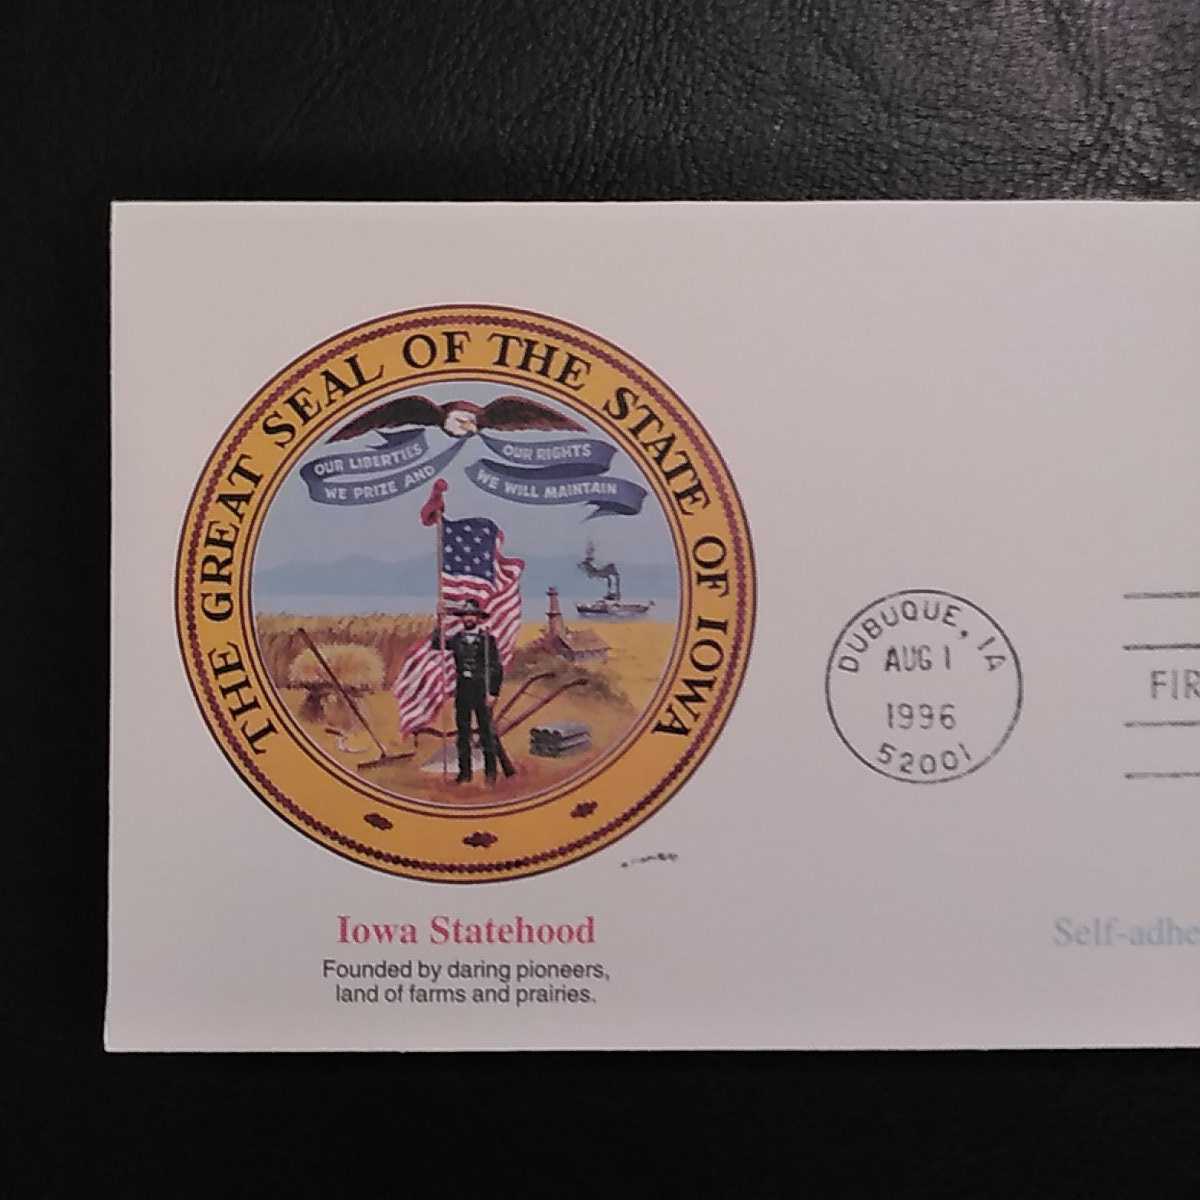 THE GREAT SEAL OF THE STATE OF IOWA
OUR LIBERTIES
WE PRIZE AND
OUR RIGHTS
WE WILL MAINTAIN
DUBUQUE, IA
AUG 1
1996
52001
FIR
Iowa Statehood
Founded by daring pioneers,
land of farms and prairies.
Self-adhe